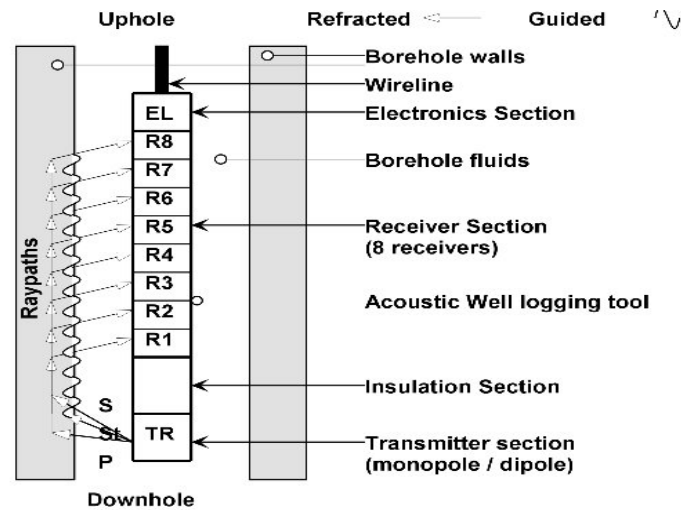 Uphole
Refracted
Guided
Borehole walls
Wireline
EL
Electronics Section
R8
R7
Borehole fluids
R6
R5
Receiver Section
(8 receivers)
R4
R3
Acoustic Well logging tool
R2
R1
Raypaths
Insulation Section
S
St
P
TR
Transmitter section
(monopole / dipole)
Downhole